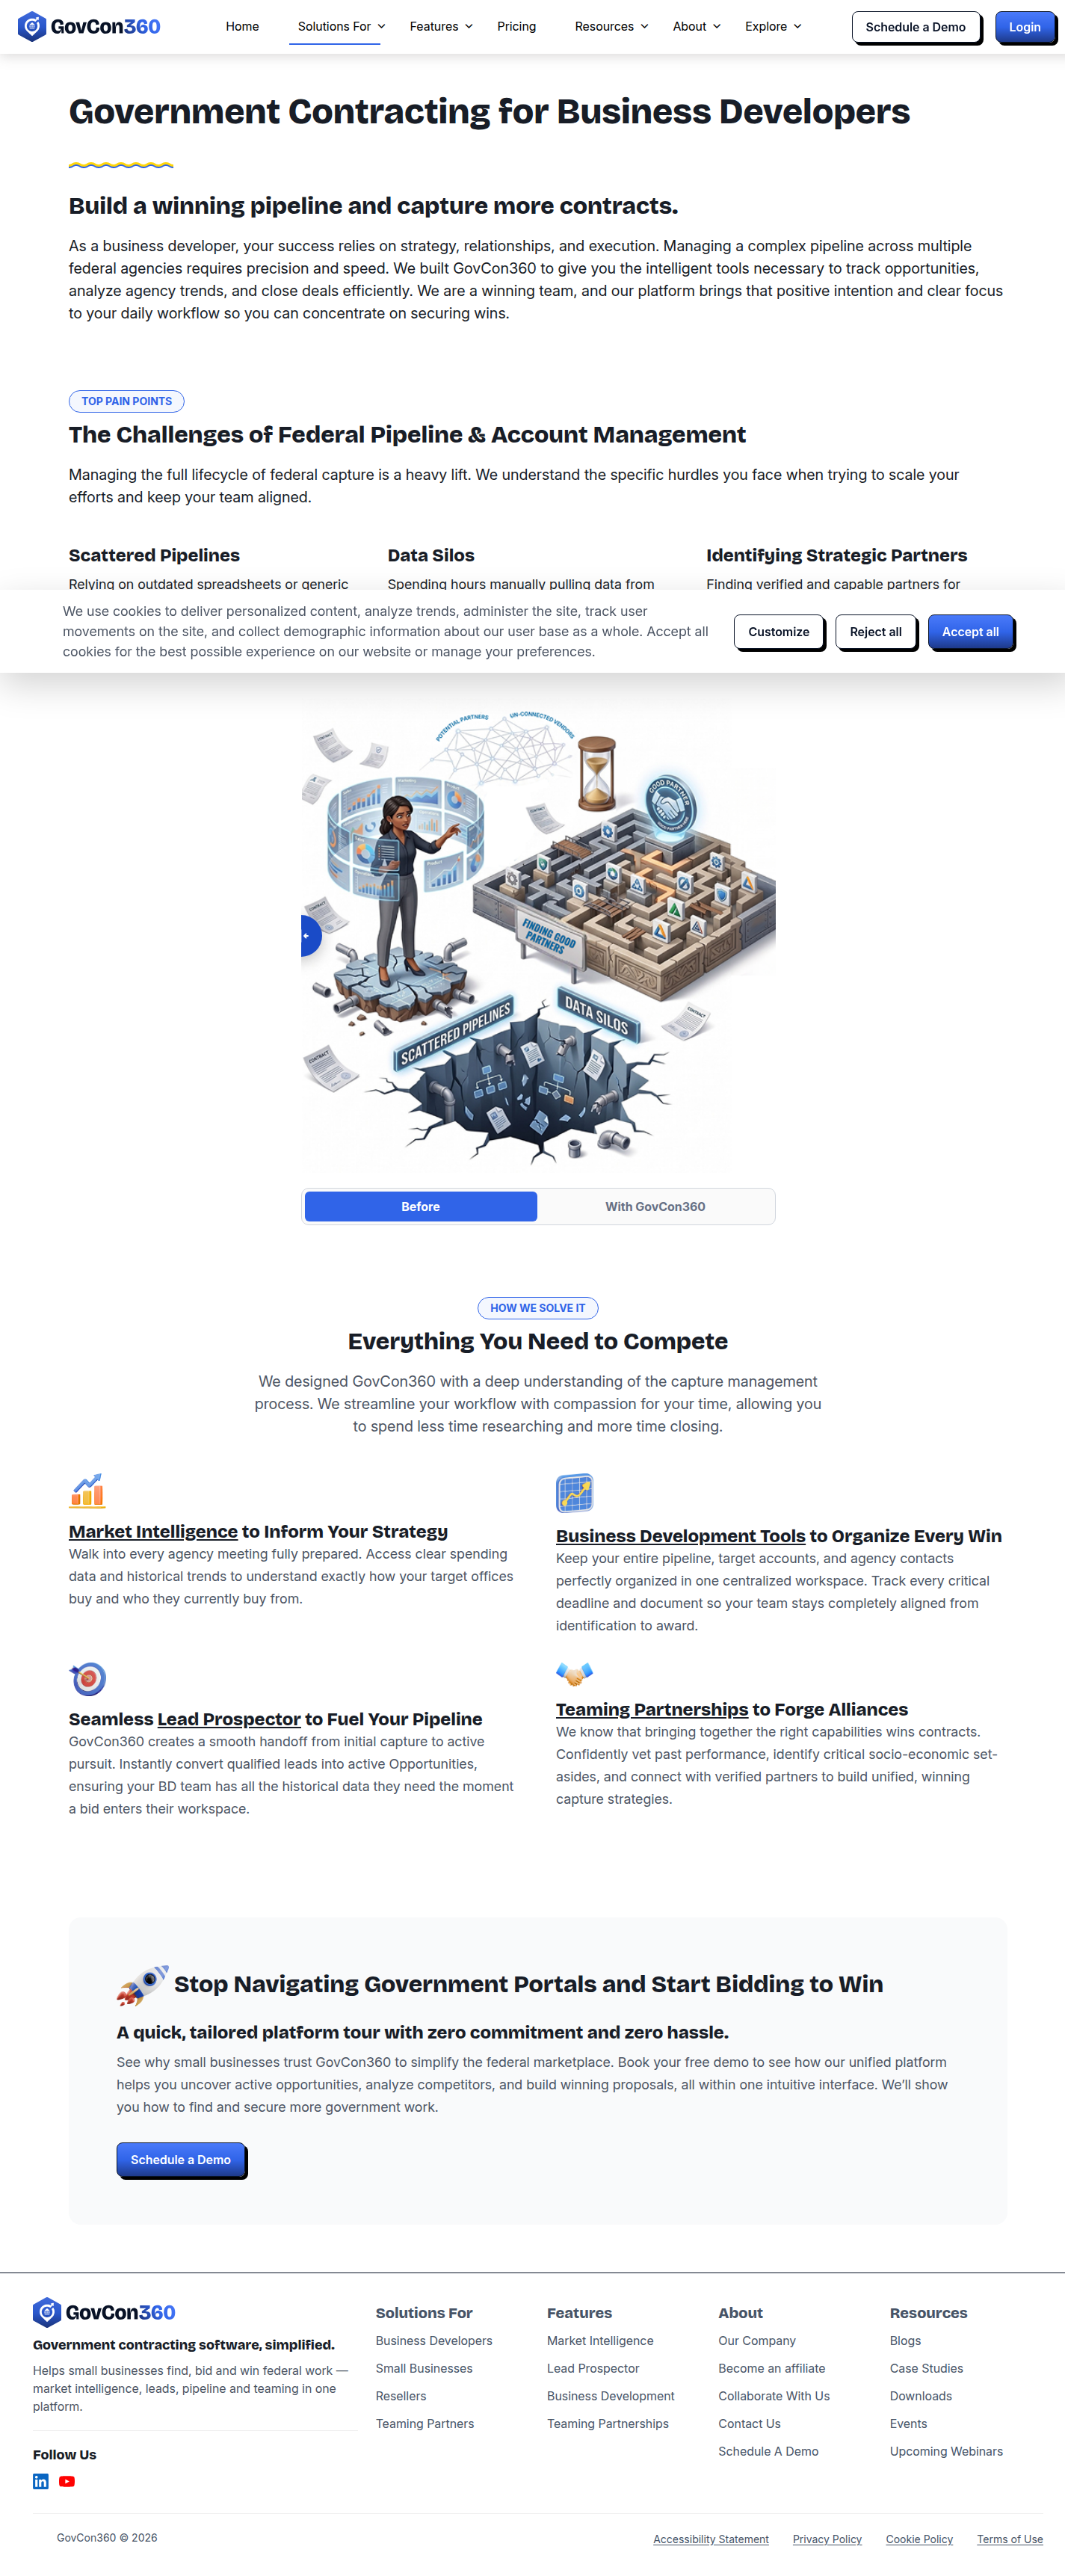 GovCon360
Home
Solutions For
Features
Pricing
Resources
About
Explore
Schedule a Demo
Login
Government Contracting for Business Developers
Build a winning pipeline and capture more contracts.
As a business developer, your success relies on strategy, relationships, and execution. Managing a complex pipeline across multiple
federal agencies requires precision and speed. We built GovCon360 to give you the intelligent tools necessary to track opportunities,
analyze agency trends, and close deals efficiently. We are a winning team, and our platform brings that positive intention and clear focus
to your daily workflow so you can concentrate on securing wins.
TOP PAIN POINTS
The Challenges of Federal Pipeline & Account Management
Managing the full lifecycle of federal capture is a heavy lift. We understand the specific hurdles you face when trying to scale your
efforts and keep your team aligned.
Scattered Pipelines
Relying on outdated spreadsheets or generic
Data Silos
Spending hours manually pulling data from
Identifying Strategic Partners
Finding verified and capable partners for
We use cookies to deliver personalized content, analyze trends, administer the site, track user
movements on the site, and collect demographic information about our user base as a whole. Accept all
cookies for the best possible experience on our website or manage your preferences.
Customize
Reject all
Accept all
POTENTIAL PARTNERS
UN-CONNECTED VENDORS
GOOD PARTNER
FINDING GOOD
PARTNERS
SCATTERED PIPELINES
DATA SILOS
CONTRACT
CONTRACT
Before
With GovCon360
HOW WE SOLVE IT
Everything You Need to Compete
We designed GovCon360 with a deep understanding of the capture management
process. We streamline your workflow with compassion for your time, allowing you
to spend less time researching and more time closing.
Market Intelligence to Inform Your Strategy
Walk into every agency meeting fully prepared. Access clear spending
data and historical trends to understand exactly how your target offices
buy and who they currently buy from.
Business Development Tools to Organize Every Win
Keep your entire pipeline, target accounts, and agency contacts
perfectly organized in one centralized workspace. Track every critical
deadline and document so your team stays completely aligned from
identification to award.
Seamless Lead Prospector to Fuel Your Pipeline
GovCon360 creates a smooth handoff from initial capture to active
pursuit. Instantly convert qualified leads into active Opportunities,
ensuring your BD team has all the historical data they need the moment
a bid enters their workspace.
Teaming Partnerships to Forge Alliances
We know that bringing together the right capabilities wins contracts.
Confidently vet past performance, identify critical socio-economic set-
asides, and connect with verified partners to build unified, winning
capture strategies.
Stop Navigating Government Portals and Start Bidding to Win
A quick, tailored platform tour with zero commitment and zero hassle.
See why small businesses trust GovCon360 to simplify the federal marketplace. Book your free demo to see how our unified platform
helps you uncover active opportunities, analyze competitors, and build winning proposals, all within one intuitive interface. We'll show
you how to find and secure more government work.
Schedule a Demo
GovCon360
Government contracting software, simplified.
Helps small businesses find, bid and win federal work —
market intelligence, leads, pipeline and teaming in one
platform.
Follow Us
Solutions For
Business Developers
Small Businesses
Resellers
Teaming Partners
Features
Market Intelligence
Lead Prospector
Business Development
Teaming Partnerships
About
Our Company
Become an affiliate
Collaborate With Us
Contact Us
Schedule A Demo
Resources
Blogs
Case Studies
Downloads
Events
Upcoming Webinars
GovCon360 © 2026
Accessibility Statement
Privacy Policy
Cookie Policy
Terms of Use